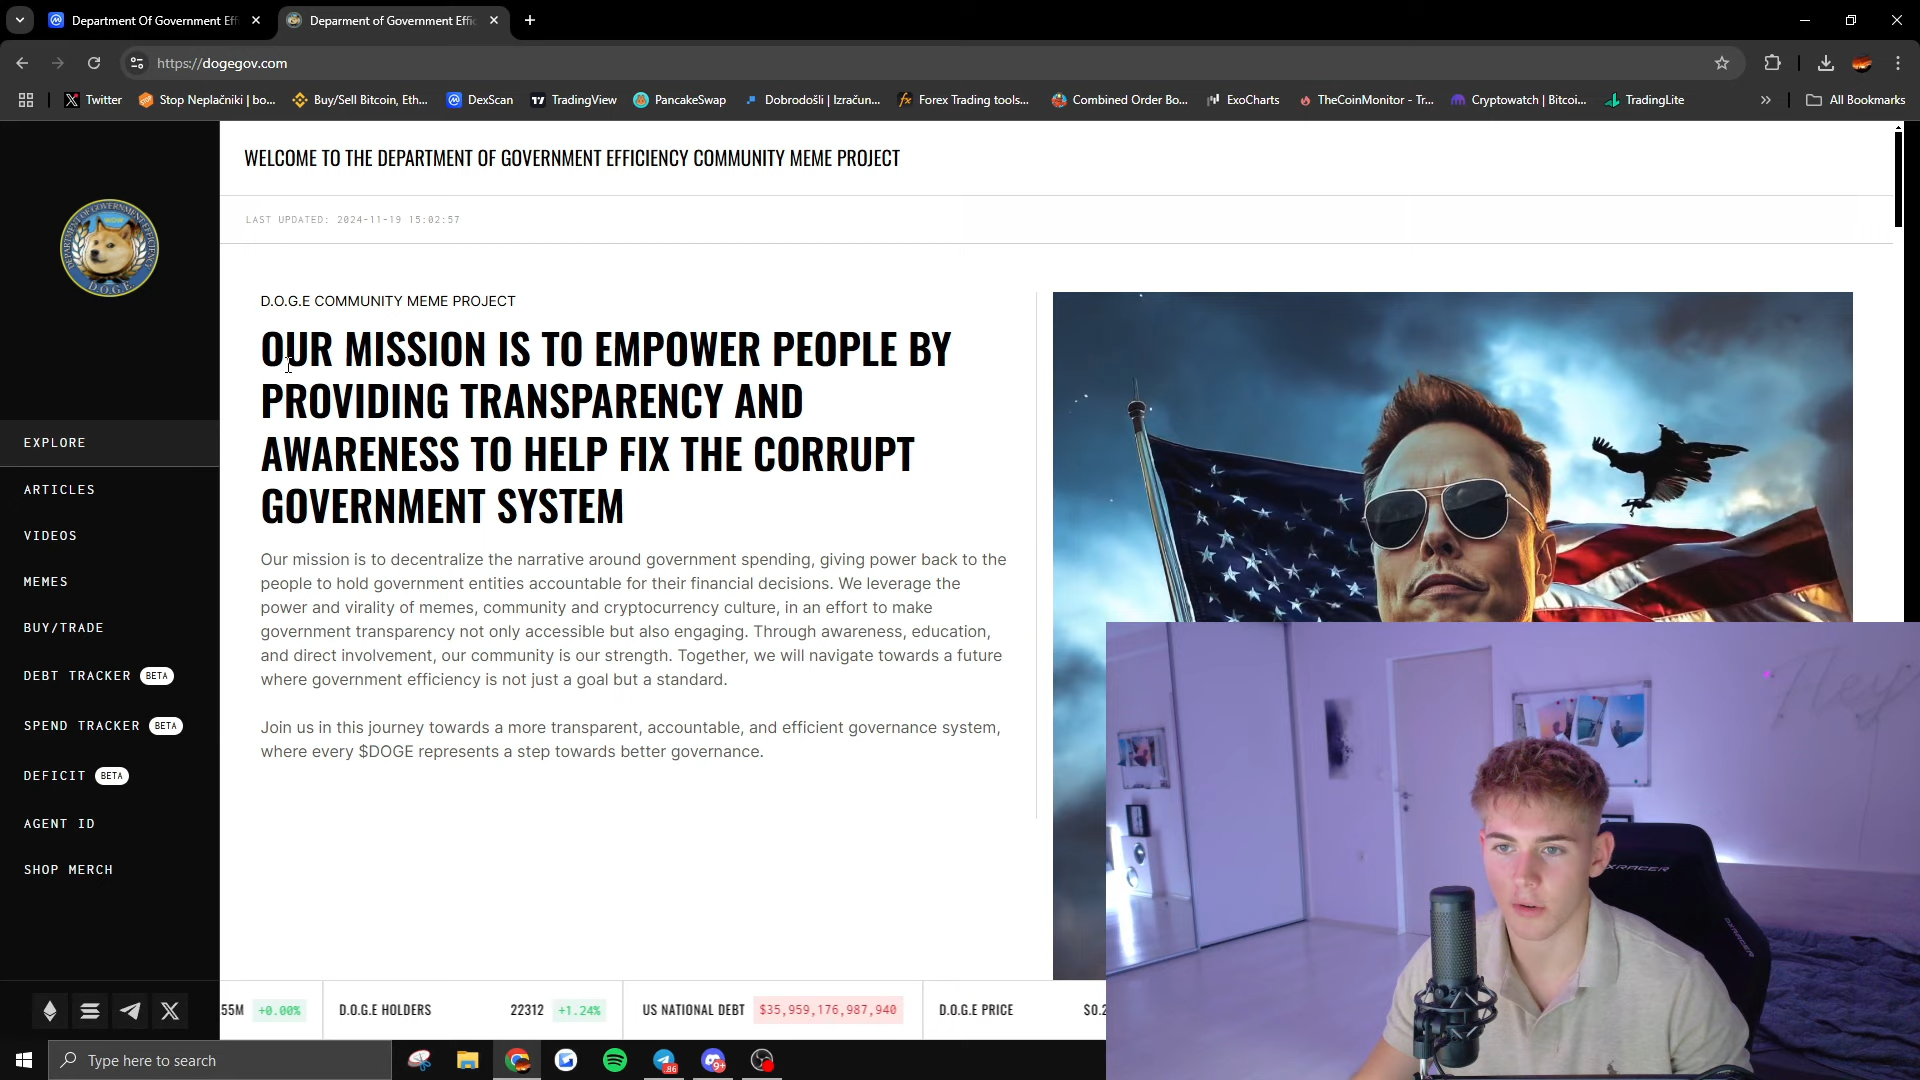 Department Of Government Eff
Deparment of Government Effic
https://dogegov.com
Twitter
Stop Neplačniki | bo...
Buy/Sell Bitcoin, Eth...
DexScan
TradingView
PancakeSwap
Dobrodošli | Izračun...
Forex Trading tools...
Combined Order Bo...
ExoCharts
TheCoinMonitor - Tr...
Cryptowatch | Bitcoi...
TradingLite
All Bookmarks
DEPARTMENT OF GOVERNMENT EFFICIENCY
D.O.G.E.
EXPLORE
ARTICLES
VIDEOS
MEMES
BUY/TRADE
DEBT TRACKER BETA
SPEND TRACKER BETA
DEFICIT BETA
AGENT ID
SHOP MERCH
WELCOME TO THE DEPARTMENT OF GOVERNMENT EFFICIENCY COMMUNITY MEME PROJECT
LAST UPDATED: 2024-11-19 15:02:57
D.O.G.E COMMUNITY MEME PROJECT
OUR MISSION IS TO EMPOWER PEOPLE BY
PROVIDING TRANSPARENCY AND
AWARENESS TO HELP FIX THE CORRUPT
GOVERNMENT SYSTEM
Our mission is to decentralize the narrative around government spending, giving power back to the
people to hold government entities accountable for their financial decisions. We leverage the
power and virality of memes, community and cryptocurrency culture, in an effort to make
government transparency not only accessible but also engaging. Through awareness, education,
and direct involvement, our community is our strength. Together, we will navigate towards a future
where government efficiency is not just a goal but a standard.
Join us in this journey towards a more transparent, accountable, and efficient governance system,
where every $DOGE represents a step towards better governance.
55M +0.00%
D.O.G.E HOLDERS 22312 +1.24%
US NATIONAL DEBT $35,959,176,987,940
D.O.G.E PRICE $0.2
Hey
XRACER
Type here to search
86
9+